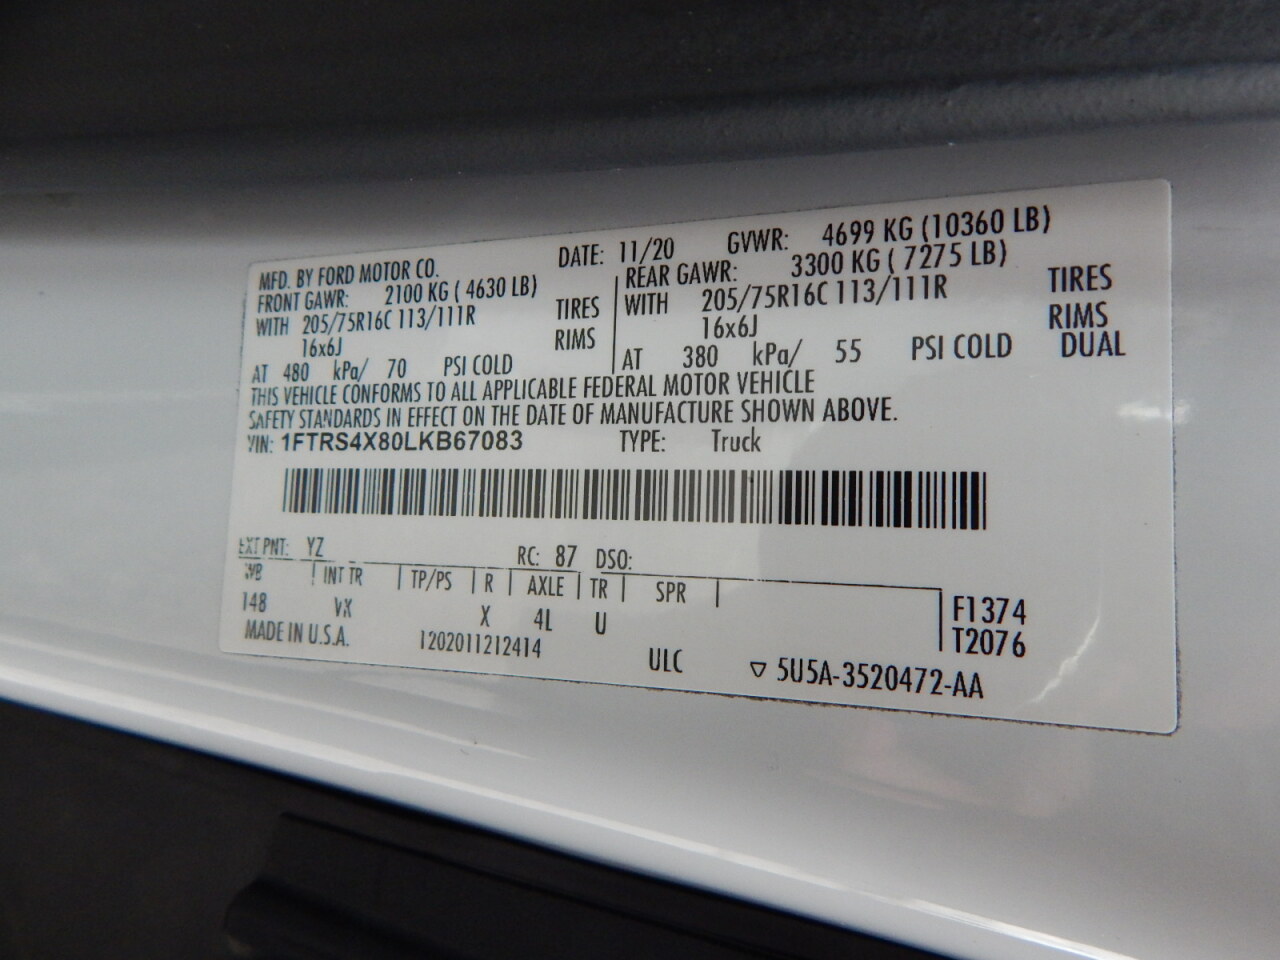 MFD. BY FORD MOTOR CO. DATE: 11/20 GVWR: 4699 KG (10360 LB)
FRONT GAWR: 2100 KG ( 4630 LB) REAR GAWR: 3300 KG ( 7275 LB)
WITH 205/75R16C 113/111R TIRES WITH 205/75R16C 113/111R TIRES
16x6J RIMS 16x6J RIMS
AT 480 kPa/ 70 PSI COLD AT 380 kPa/ 55 PSI COLD DUAL
THIS VEHICLE CONFORMS TO ALL APPLICABLE FEDERAL MOTOR VEHICLE
SAFETY STANDARDS IN EFFECT ON THE DATE OF MANUFACTURE SHOWN ABOVE.
VIN: 1FTRS4X80LKB67083 TYPE: Truck
EXT PNT: YZ RC: 87 DSO:
WB INT TR TP/PS R AXLE TR SPR
148 VX X 4L U F1374
T2076
MADE IN U.S.A. 1202011212414 ULC 5U5A-3520472-AA